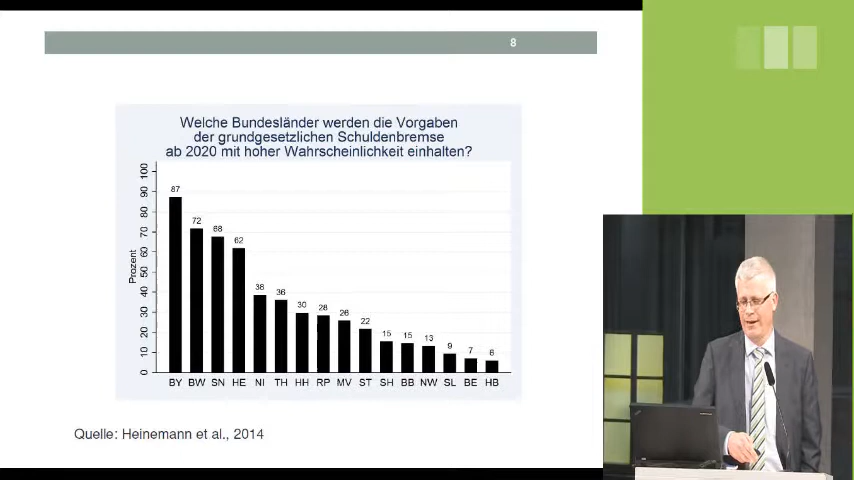 8
Welche Bundesländer werden die Vorgaben
der grundgesetzlichen Schuldenbremse
ab 2020 mit hoher Wahrscheinlichkeit einhalten?
Prozent
100
90
80
70
60
50
40
30
20
10
0
87 72 68 62 38 36 30 28 26 22 15 15 13 9 7 6
BY BW SN HE NI TH HH RP MV ST SH BB NW SL BE HB
Quelle: Heinemann et al., 2014